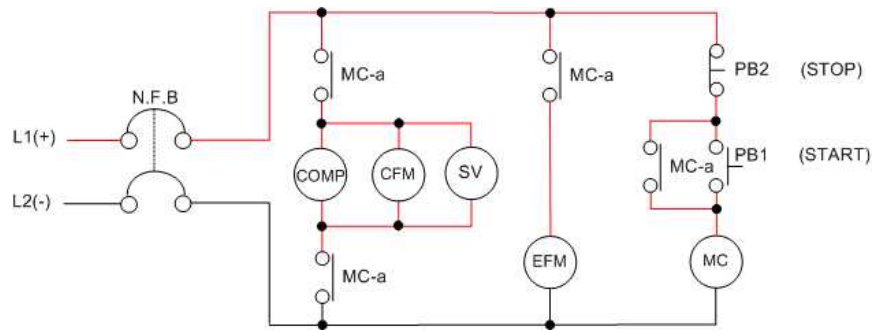 MC-a
MC-a
PB2 (STOP)
N.F.B
L1(+)
COMP
CFM
SV
MC-a
PB1 (START)
L2(-)
MC-a
EFM
MC